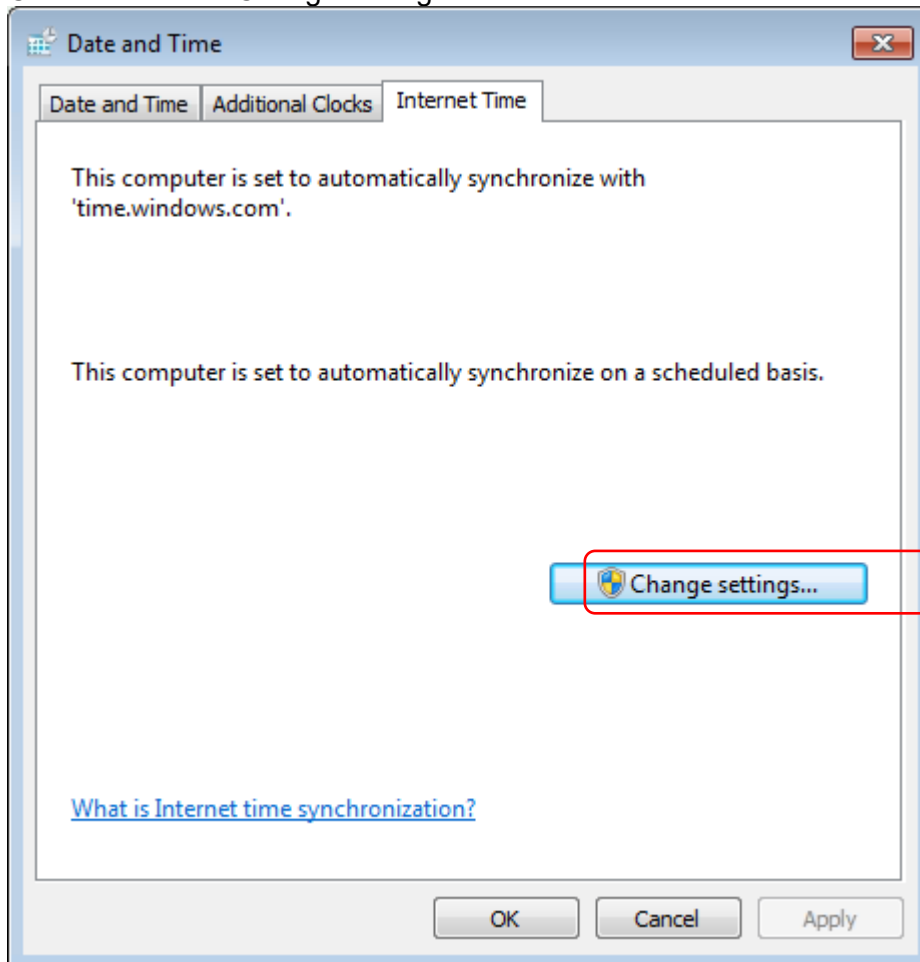 Date and Time
Date and Time Additional Clocks Internet Time
This computer is set to automatically synchronize with
'time.windows.com'.
This computer is set to automatically synchronize on a scheduled basis.
Change settings...
What is Internet time synchronization?
OK Cancel Apply